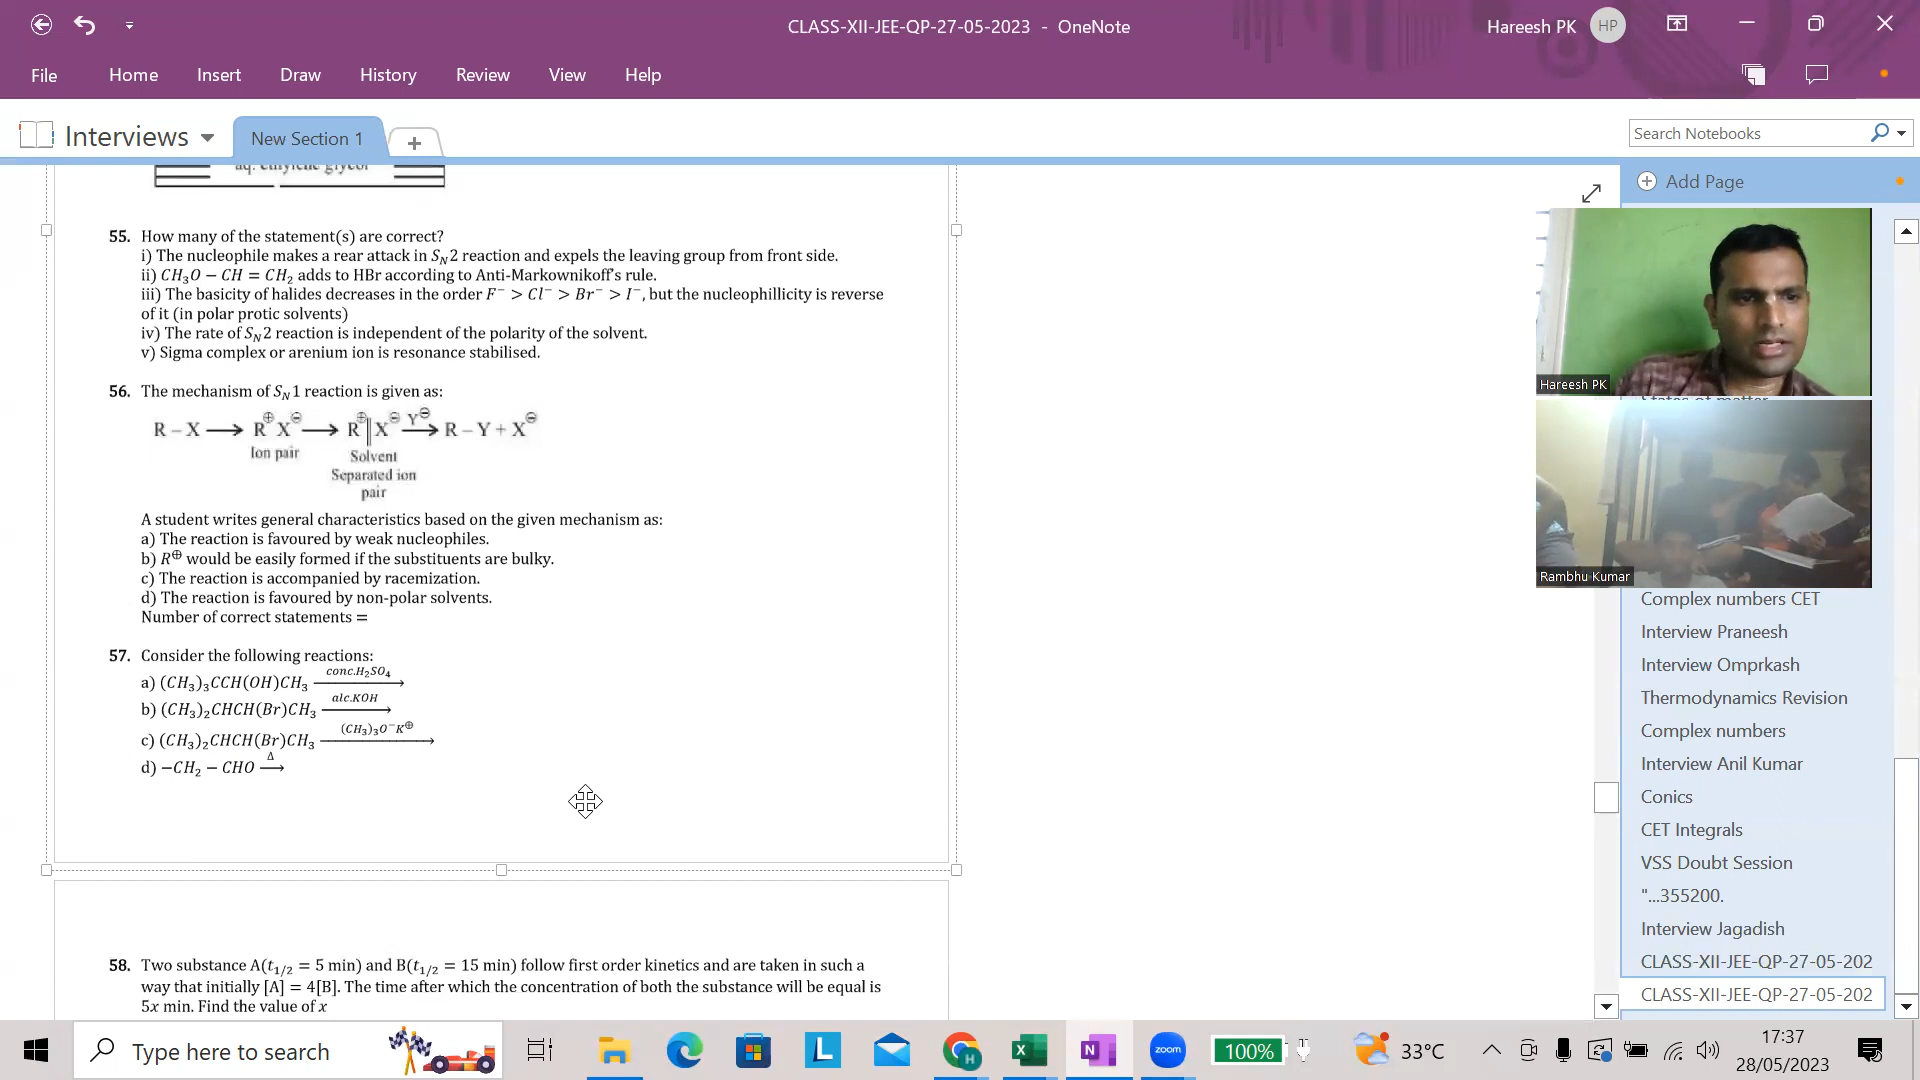 CLASS-XII-JEE-QP-27-05-2023 - OneNote
Hareesh PK
HP
File Home Insert Draw History Review View Help
Interviews
New Section 1
Search Notebooks
Add Page
aq. ethylene glycol
55. How many of the statement(s) are correct?
i) The nucleophile makes a rear attack in S_N2 reaction and expels the leaving group from front side.
ii) CH₃O − CH = CH₂ adds to HBr according to Anti-Markownikoff's rule.
iii) The basicity of halides decreases in the order F⁻ > Cl⁻ > Br⁻ > I⁻, but the nucleophillicity is reverse
of it (in polar protic solvents)
iv) The rate of S_N2 reaction is independent of the polarity of the solvent.
v) Sigma complex or arenium ion is resonance stabilised.
56. The mechanism of S_N1 reaction is given as:
R – X ⟶ R⊕ X⊖ ⟶ R⊕ || X⊖ Y⊖⟶ R – Y + X⊖
Ion pair
Solvent
Separated ion
pair
A student writes general characteristics based on the given mechanism as:
a) The reaction is favoured by weak nucleophiles.
b) R⊕ would be easily formed if the substituents are bulky.
c) The reaction is accompanied by racemization.
d) The reaction is favoured by non-polar solvents.
Number of correct statements =
57. Consider the following reactions:
a) (CH₃)₃CCH(OH)CH₃ conc.H₂SO₄⟶
b) (CH₃)₂CHCH(Br)CH₃ alc.KOH⟶
c) (CH₃)₂CHCH(Br)CH₃ (CH₃)₃O⁻K⊕⟶
d) −CH₂ − CHO Δ⟶
58. Two substance A(t₁/₂ = 5 min) and B(t₁/₂ = 15 min) follow first order kinetics and are taken in such a
way that initially [A] = 4[B]. The time after which the concentration of both the substance will be equal is
5x min. Find the value of x
Hareesh PK
States of matter
Rambhu Kumar
Complex numbers CET
Interview Praneesh
Interview Omprkash
Thermodynamics Revision
Complex numbers
Interview Anil Kumar
Conics
CET Integrals
VSS Doubt Session
"...355200.
Interview Jagadish
CLASS-XII-JEE-QP-27-05-202
CLASS-XII-JEE-QP-27-05-202
Type here to search
zoom
100%
33°C
17:37
28/05/2023